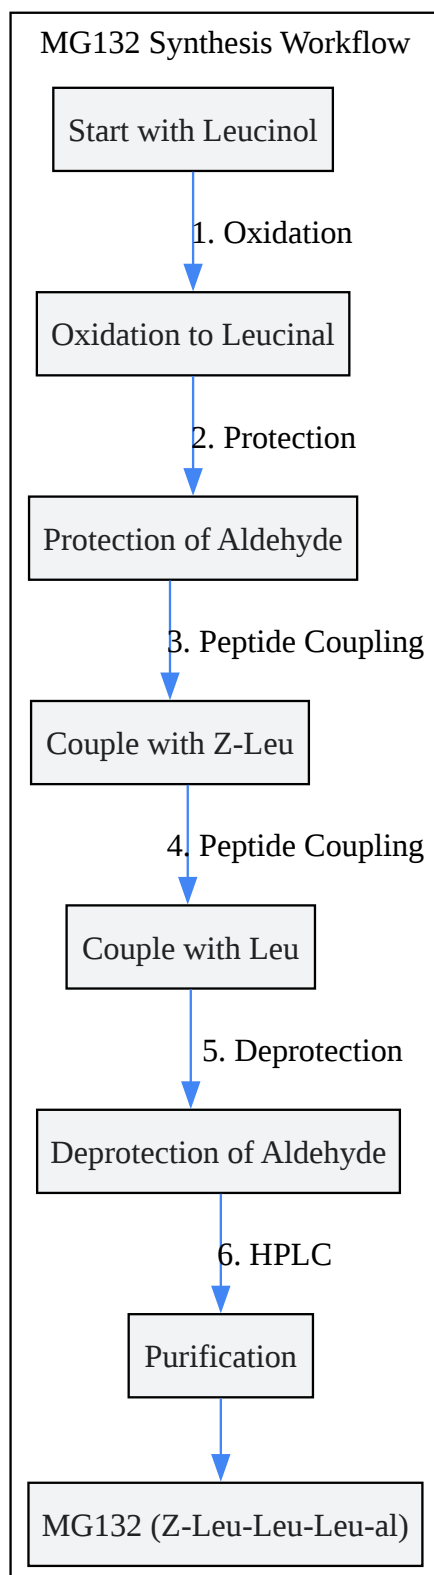 MG132 Synthesis Workflow
Start with Leucinol
1. Oxidation
Oxidation to Leucinal
2. Protection
Protection of Aldehyde
3. Peptide Coupling
Couple with Z-Leu
4. Peptide Coupling
Couple with Leu
5. Deprotection
Deprotection of Aldehyde
6. HPLC
Purification
MG132 (Z-Leu-Leu-Leu-al)